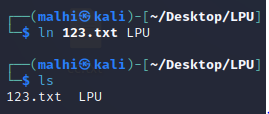 ┌──(malhi㉿kali)-[~/Desktop/LPU]
└─$ ln 123.txt LPU
┌──(malhi㉿kali)-[~/Desktop/LPU]
└─$ ls
123.txt  LPU